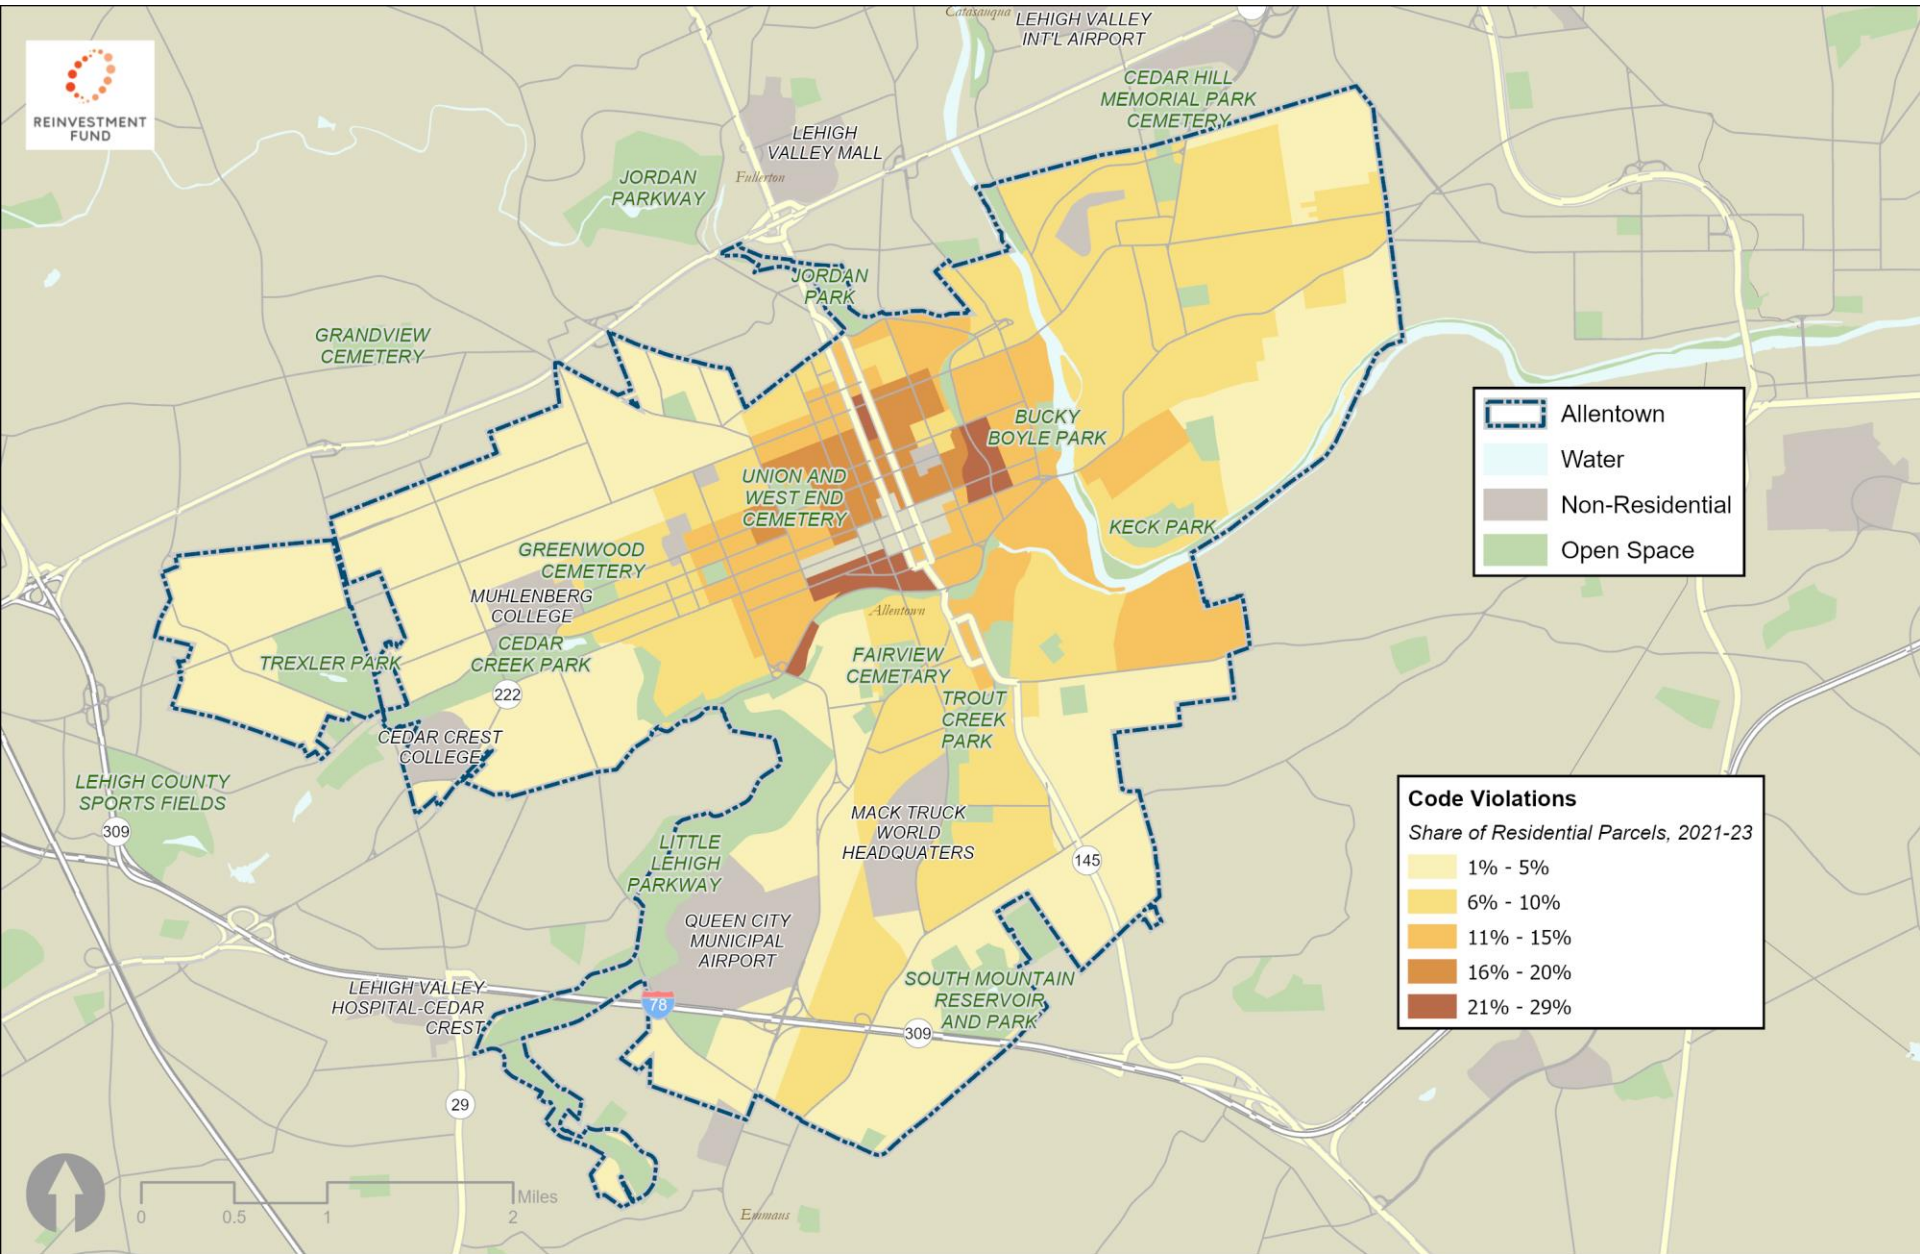 Catasauqua
LEHIGH VALLEY
INT'L AIRPORT
REINVESTMENT
FUND
CEDAR HILL
MEMORIAL PARK
CEMETERY
LEHIGH
VALLEY MALL
Fullerton
JORDAN
PARKWAY
JORDAN
PARK
GRANDVIEW
CEMETERY
BUCKY
BOYLE PARK
UNION AND
WEST END
CEMETERY
KECK PARK
GREENWOOD
CEMETERY
MUHLENBERG
COLLEGE
Allentown
CEDAR
CREEK PARK
TREXLER PARK
FAIRVIEW
CEMETARY
222
TROUT
CREEK
PARK
CEDAR CREST
COLLEGE
LEHIGH COUNTY
SPORTS FIELDS
309
MACK TRUCK
WORLD
HEADQUATERS
LITTLE
LEHIGH
PARKWAY
145
QUEEN CITY
MUNICIPAL
AIRPORT
LEHIGH VALLEY
HOSPITAL-CEDAR
CREST
78
SOUTH MOUNTAIN
RESERVOIR
AND PARK
309
29
Emmans
Allentown
Water
Non-Residential
Open Space
Code Violations
Share of Residential Parcels, 2021-23
1% - 5%
6% - 10%
11% - 15%
16% - 20%
21% - 29%
Miles
0 0.5 1 2